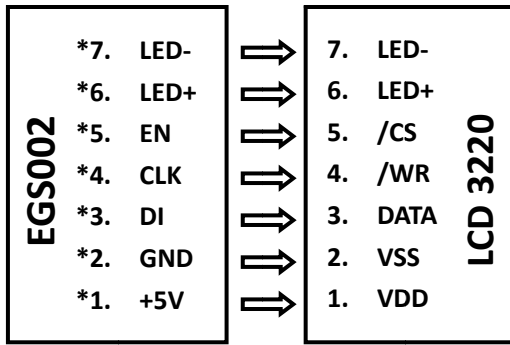 EGS002
*7. LED-
*6. LED+
*5. EN
*4. CLK
*3. DI
*2. GND
*1. +5V
7. LED-
6. LED+
5. /CS
4. /WR
3. DATA
2. VSS
1. VDD
LCD 3220